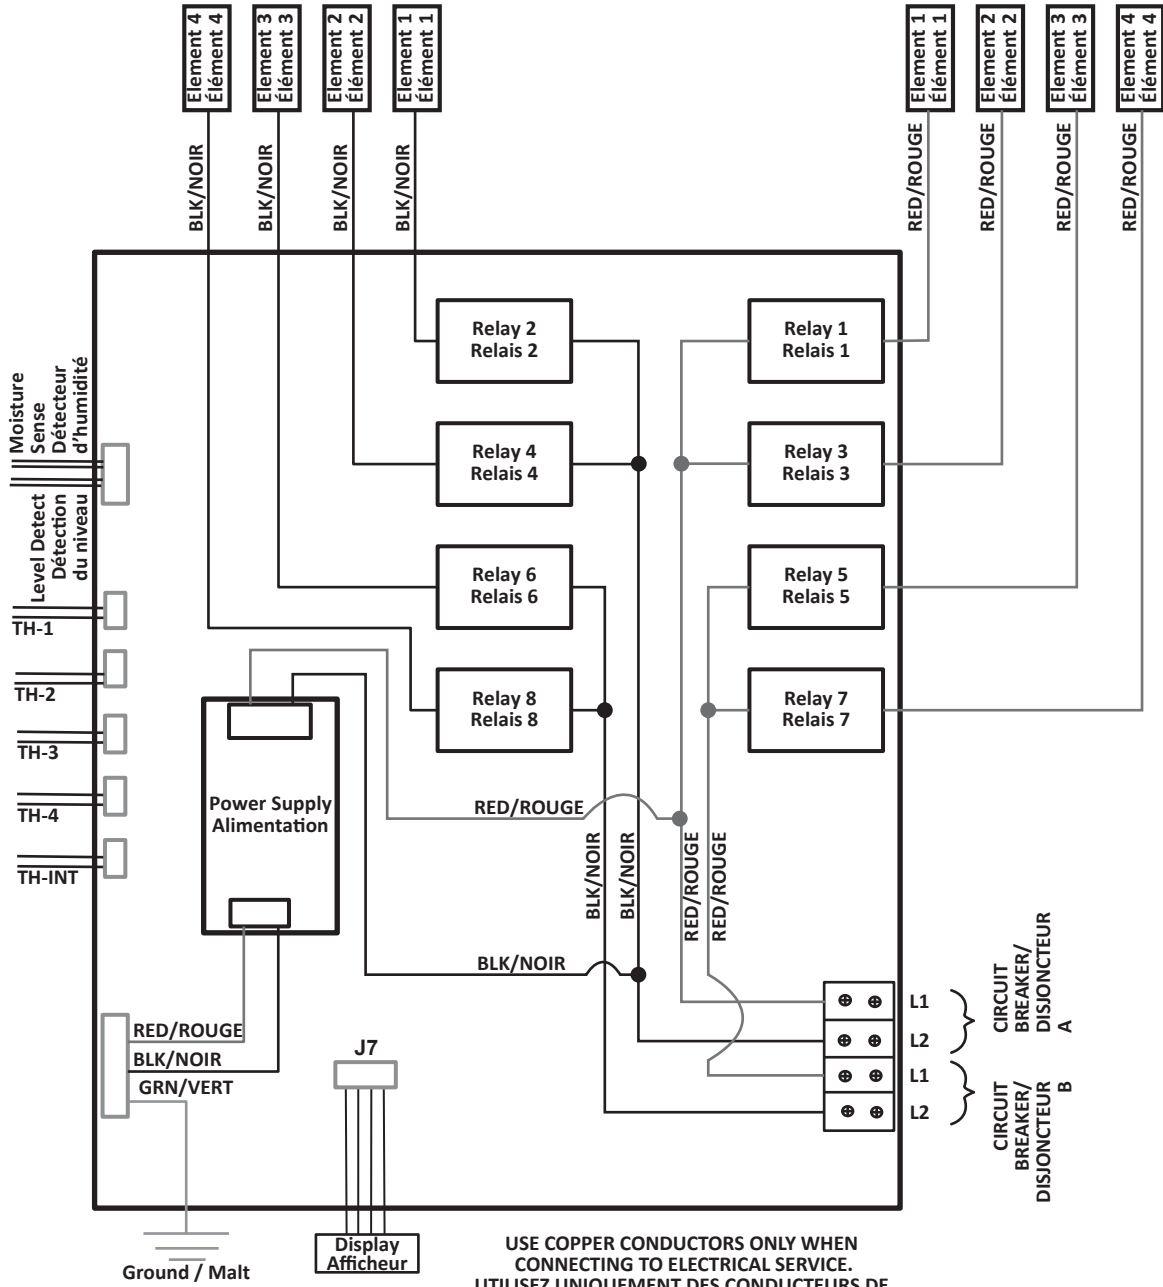 Element 4
Élément 4
Element 3
Élément 3
Element 2
Élément 2
Element 1
Élément 1
Element 1
Élément 1
Element 2
Élément 2
Element 3
Élément 3
Element 4
Élément 4
BLK/NOIR
BLK/NOIR
BLK/NOIR
BLK/NOIR
RED/ROUGE
RED/ROUGE
RED/ROUGE
RED/ROUGE
Relay 2
Relais 2
Relay 1
Relais 1
Moisture
Sense
Détecteur
d'humidité
Relay 4
Relais 4
Relay 3
Relais 3
Level Detect
Détection
du niveau
Relay 6
Relais 6
Relay 5
Relais 5
TH-1
TH-2
Relay 8
Relais 8
Relay 7
Relais 7
TH-3
TH-4
TH-INT
Power Supply
Alimentation
RED/ROUGE
BLK/NOIR
BLK/NOIR
RED/ROUGE
RED/ROUGE
BLK/NOIR
L1
L2
L1
L2
CIRCUIT
BREAKER/
DISJONCTEUR
A
CIRCUIT
BREAKER/
DISJONCTEUR
B
RED/ROUGE
BLK/NOIR
GRN/VERT
J7
Ground / Malt
Display
Afficheur
USE COPPER CONDUCTORS ONLY WHEN
CONNECTING TO ELECTRICAL SERVICE.
UTILISEZ UNIQUEMENT DES CONDUCTEURS DE